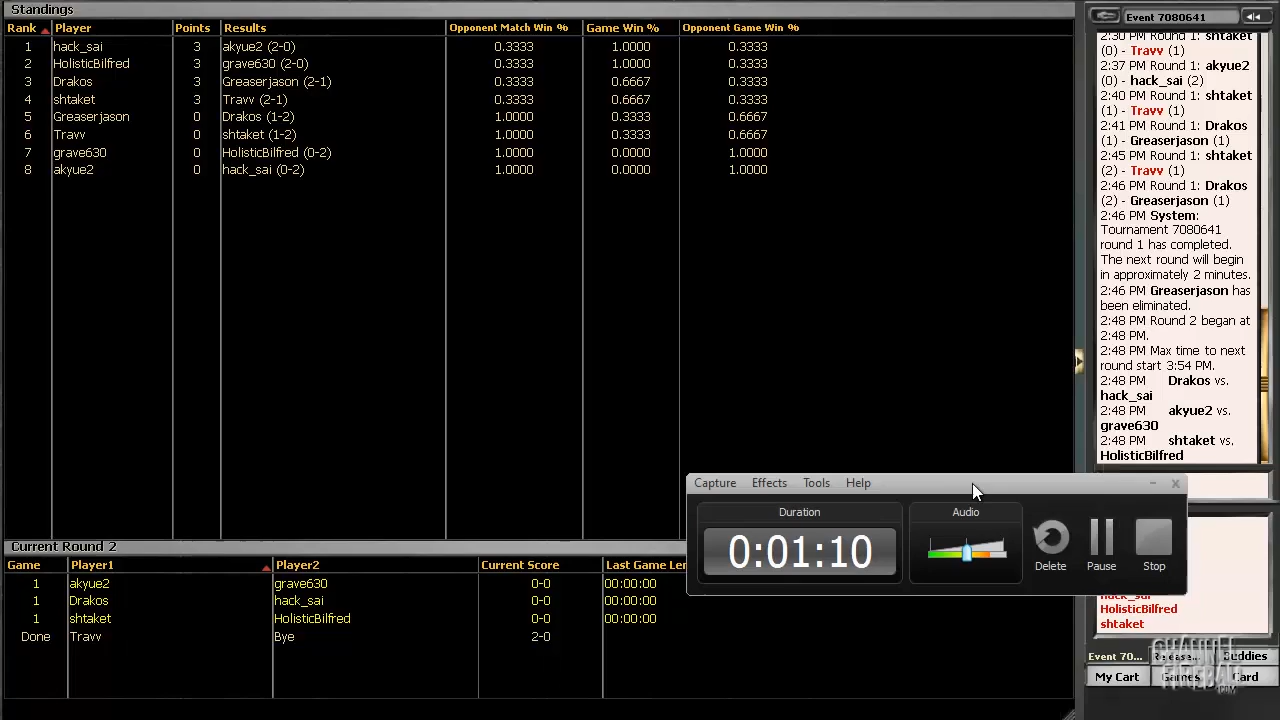 Standings
Rank Player Points Results Opponent Match Win % Game Win % Opponent Game Win %
1 hack_sai 3 akyue2 (2-0) 0.3333 1.0000 0.3333
2 HolisticBilfred 3 grave630 (2-0) 0.3333 1.0000 0.3333
3 Drakos 3 Greaserjason (2-1) 0.3333 0.6667 0.3333
4 shtaket 3 Travv (2-1) 0.3333 0.6667 0.3333
5 Greaserjason 0 Drakos (1-2) 1.0000 0.3333 0.6667
6 Travv 0 shtaket (1-2) 1.0000 0.3333 0.6667
7 grave630 0 HolisticBilfred (0-2) 1.0000 0.0000 1.0000
8 akyue2 0 hack_sai (0-2) 1.0000 0.0000 1.0000
Current Round 2
Game Player1 Player2 Current Score Last Game Len
1 akyue2 grave630 0-0 00:00:00
1 Drakos hack_sai 0-0 00:00:00
1 shtaket HolisticBilfred 0-0 00:00:00
Done Travv Bye 2-0
Capture Effects Tools Help
Duration Audio
0:01:10
Delete Pause Stop
Event 7080641
2:30 PM Round 1: shtaket
(0) - Travv (1)
2:37 PM Round 1: akyue2
(0) - hack_sai (2)
2:40 PM Round 1: shtaket
(1) - Travv (1)
2:41 PM Round 1: Drakos
(1) - Greaserjason (1)
2:45 PM Round 1: shtaket
(2) - Travv (1)
2:46 PM Round 1: Drakos
(2) - Greaserjason (1)
2:46 PM System:
Tournament 7080641
round 1 has completed.
The next round will begin
in approximately 2 minutes.
2:46 PM Greaserjason has
been eliminated.
2:48 PM Round 2 began at
2:48 PM.
2:48 PM Max time to next
round start 3:54 PM.
2:48 PM Drakos vs.
hack_sai
2:48 PM akyue2 vs.
grave630
2:48 PM shtaket vs.
HolisticBilfred
hack_sai
HolisticBilfred
shtaket
Event 70... Release... Buddies
My Cart Games Card
CHANNEL
FIREBALL
.COM